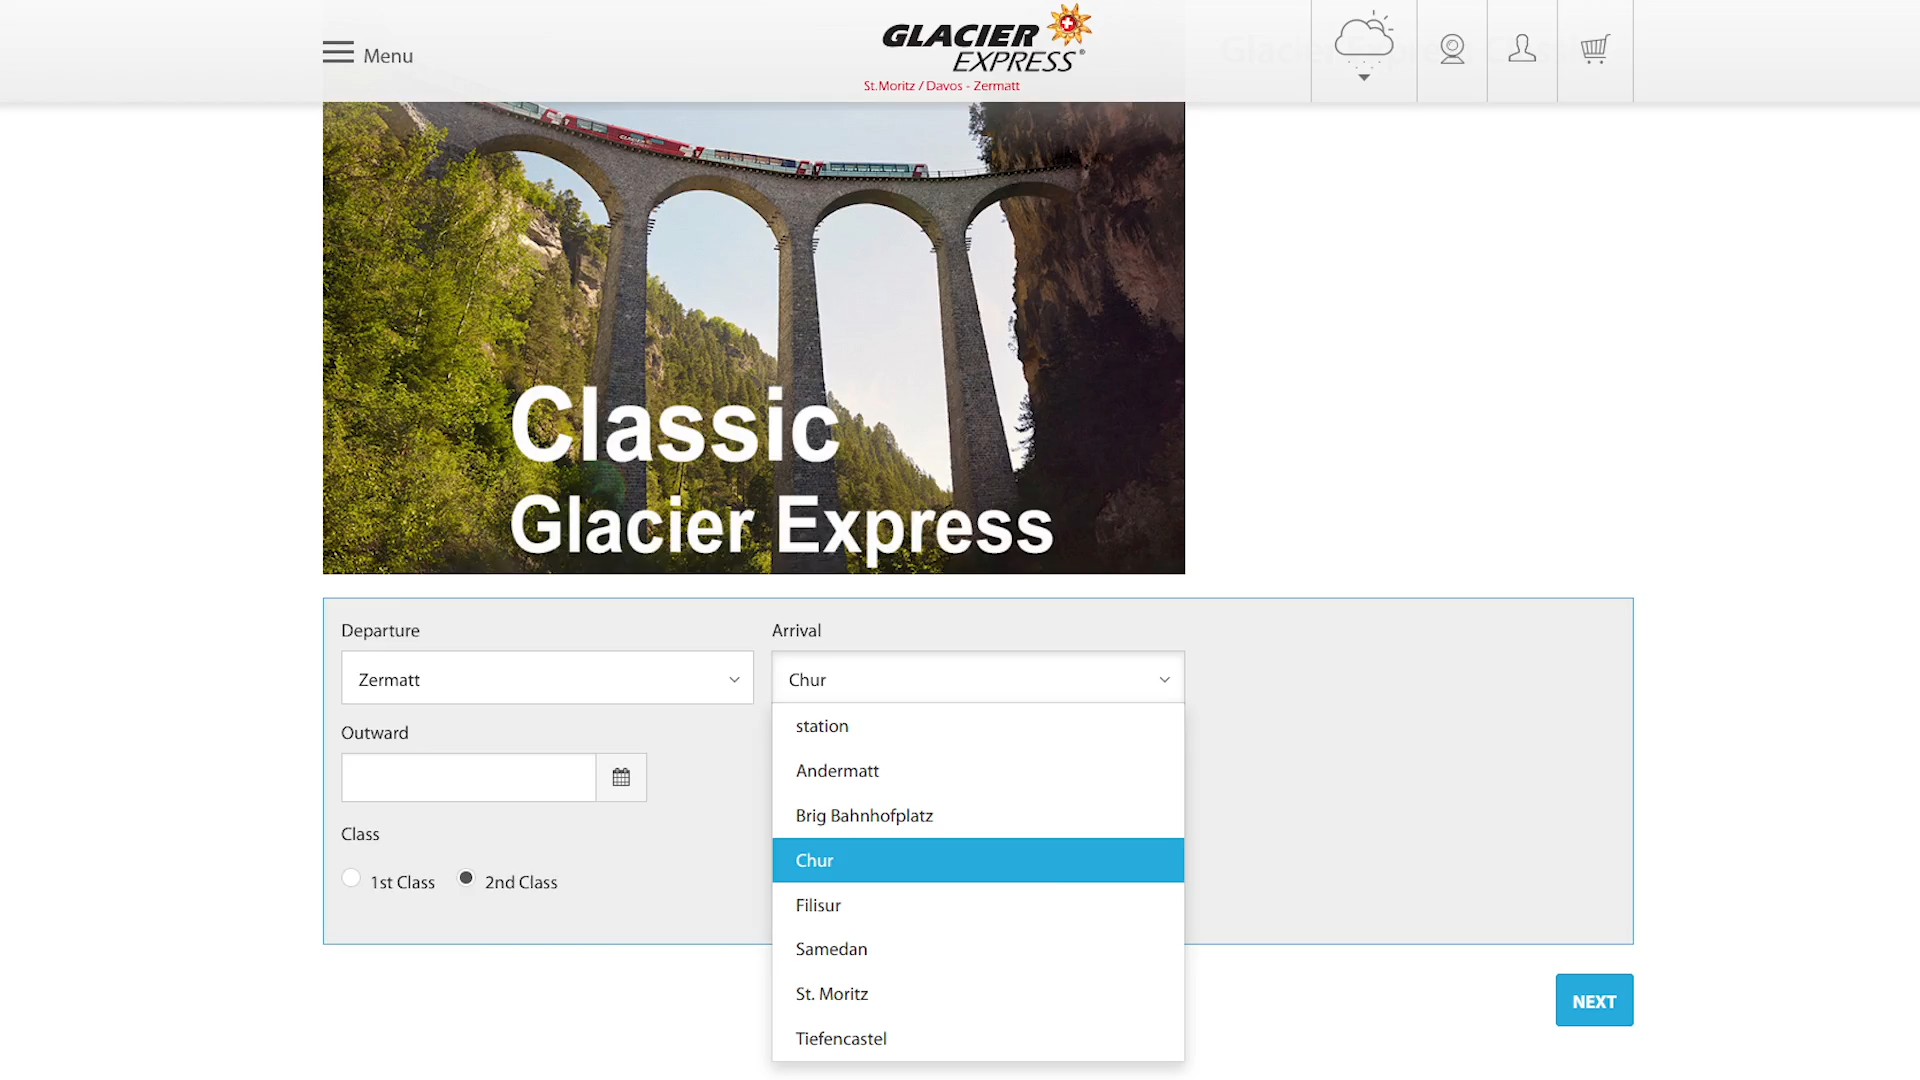 Menu
GLACIER
EXPRESS®
St.Moritz / Davos - Zermatt
GLACIER
Classic
Glacier Express
Departure
Arrival
Zermatt
Chur
station
Outward
Andermatt
Brig Bahnhofplatz
Class
Chur
1st Class
2nd Class
Filisur
Samedan
St. Moritz
NEXT
Tiefencastel